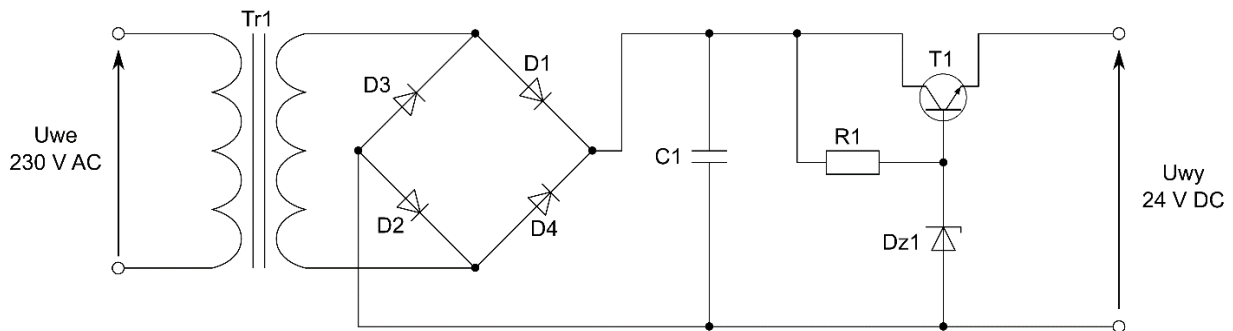 Tr1
Uwe
230 V AC
D3
D1
D2
D4
C1
R1
T1
Dz1
Uwy
24 V DC